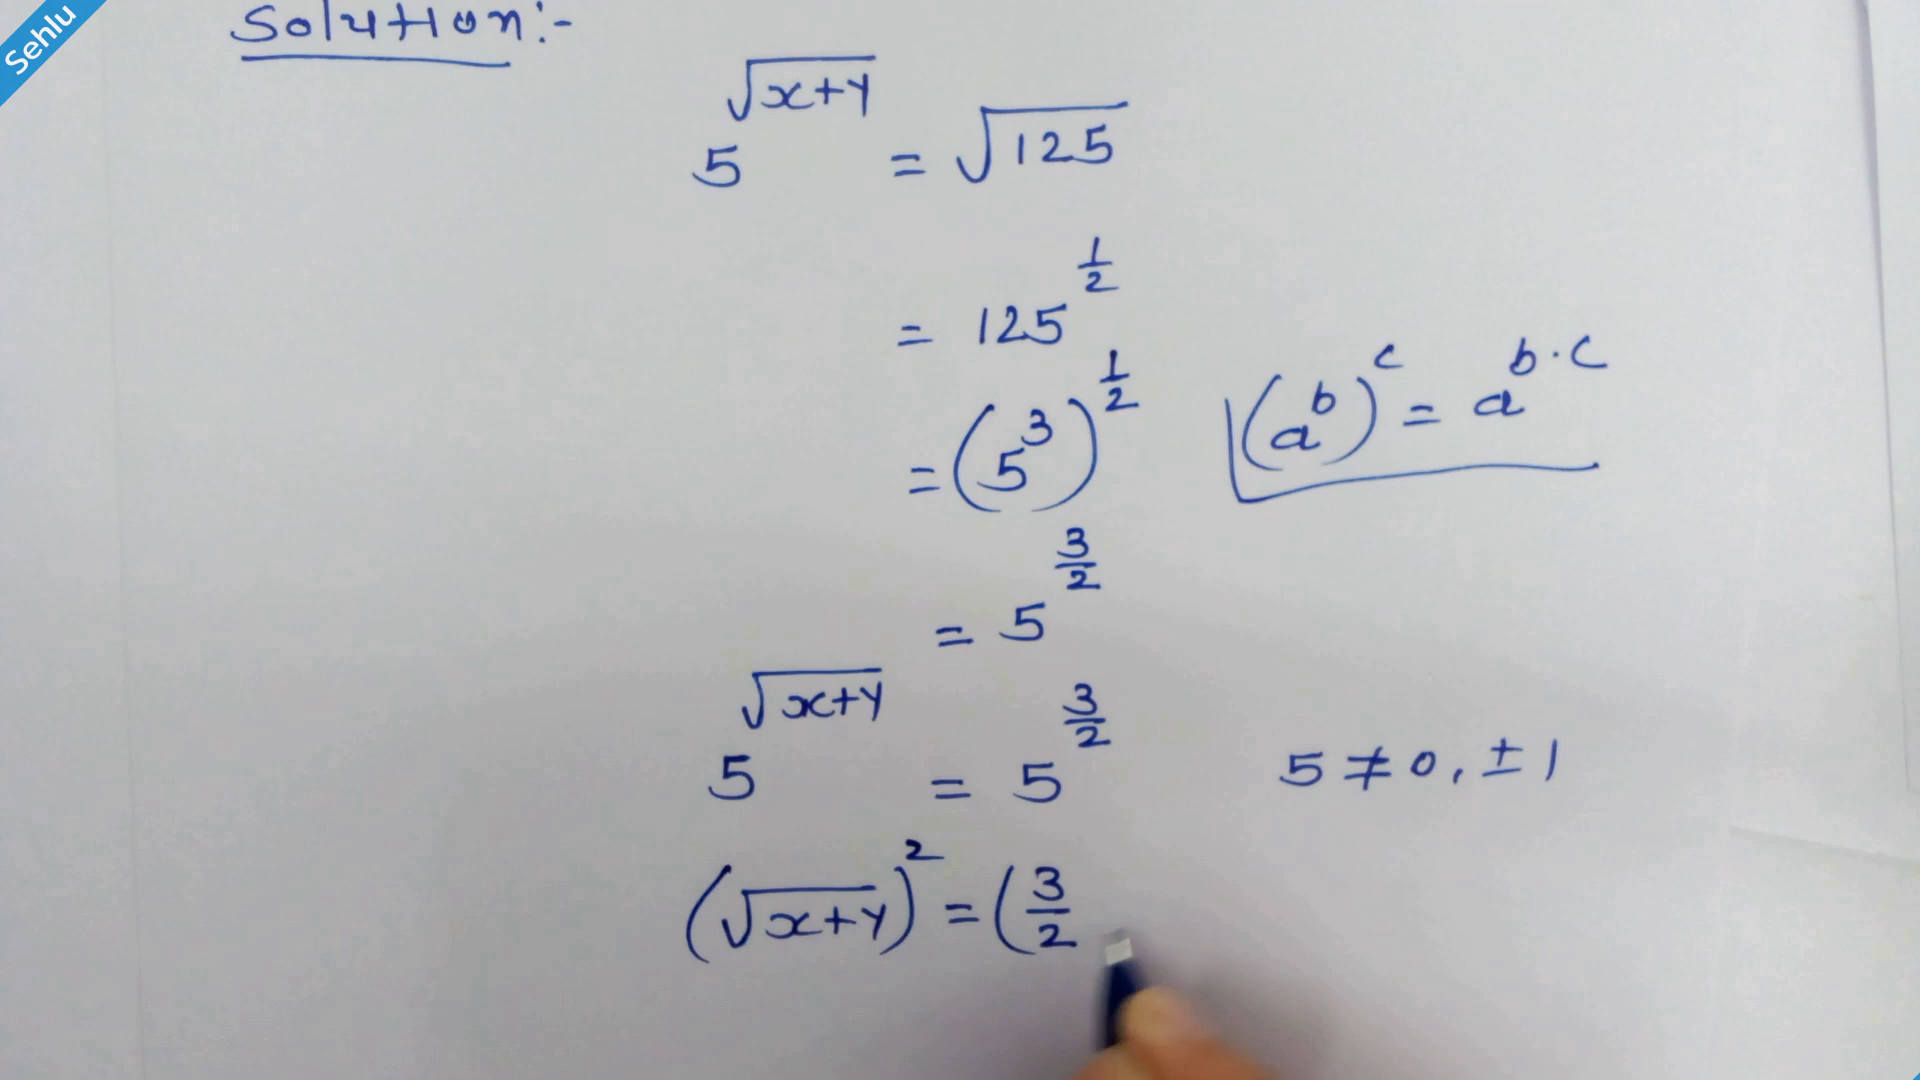 Sehlu
Solution:-
5^√(x+y) = √125
= 125^(1/2)
= (5^3)^(1/2) (a^b)^c = a^(b·c)
= 5^(3/2)
5^√(x+y) = 5^(3/2) 5 ≠ 0, ± 1
(√(x+y))^2 = (3/2